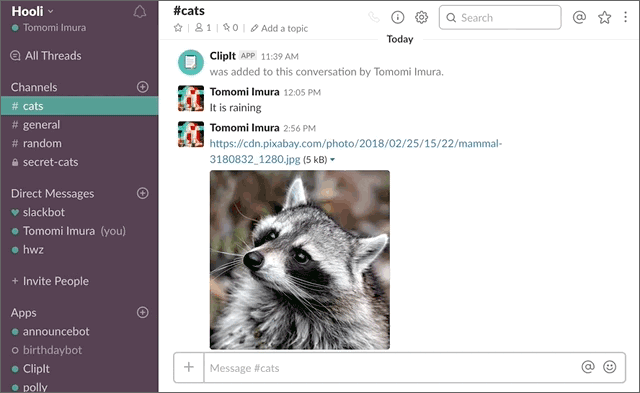 Hooli
Tomomi Imura
All Threads
Channels
# cats
# general
# random
secret-cats
Direct Messages
slackbot
Tomomi Imura (you)
hwz
+ Invite People
Apps
announcebot
birthdaybot
ClipIt
polly
#cats
1
0
Add a topic
Search
Today
ClipIt APP 11:39 AM
was added to this conversation by Tomomi Imura.
Tomomi Imura 12:05 PM
It is raining
Tomomi Imura 2:56 PM
https://cdn.pixabay.com/photo/2018/02/25/15/22/mammal-
3180832_1280.jpg (5 kB)
Message #cats